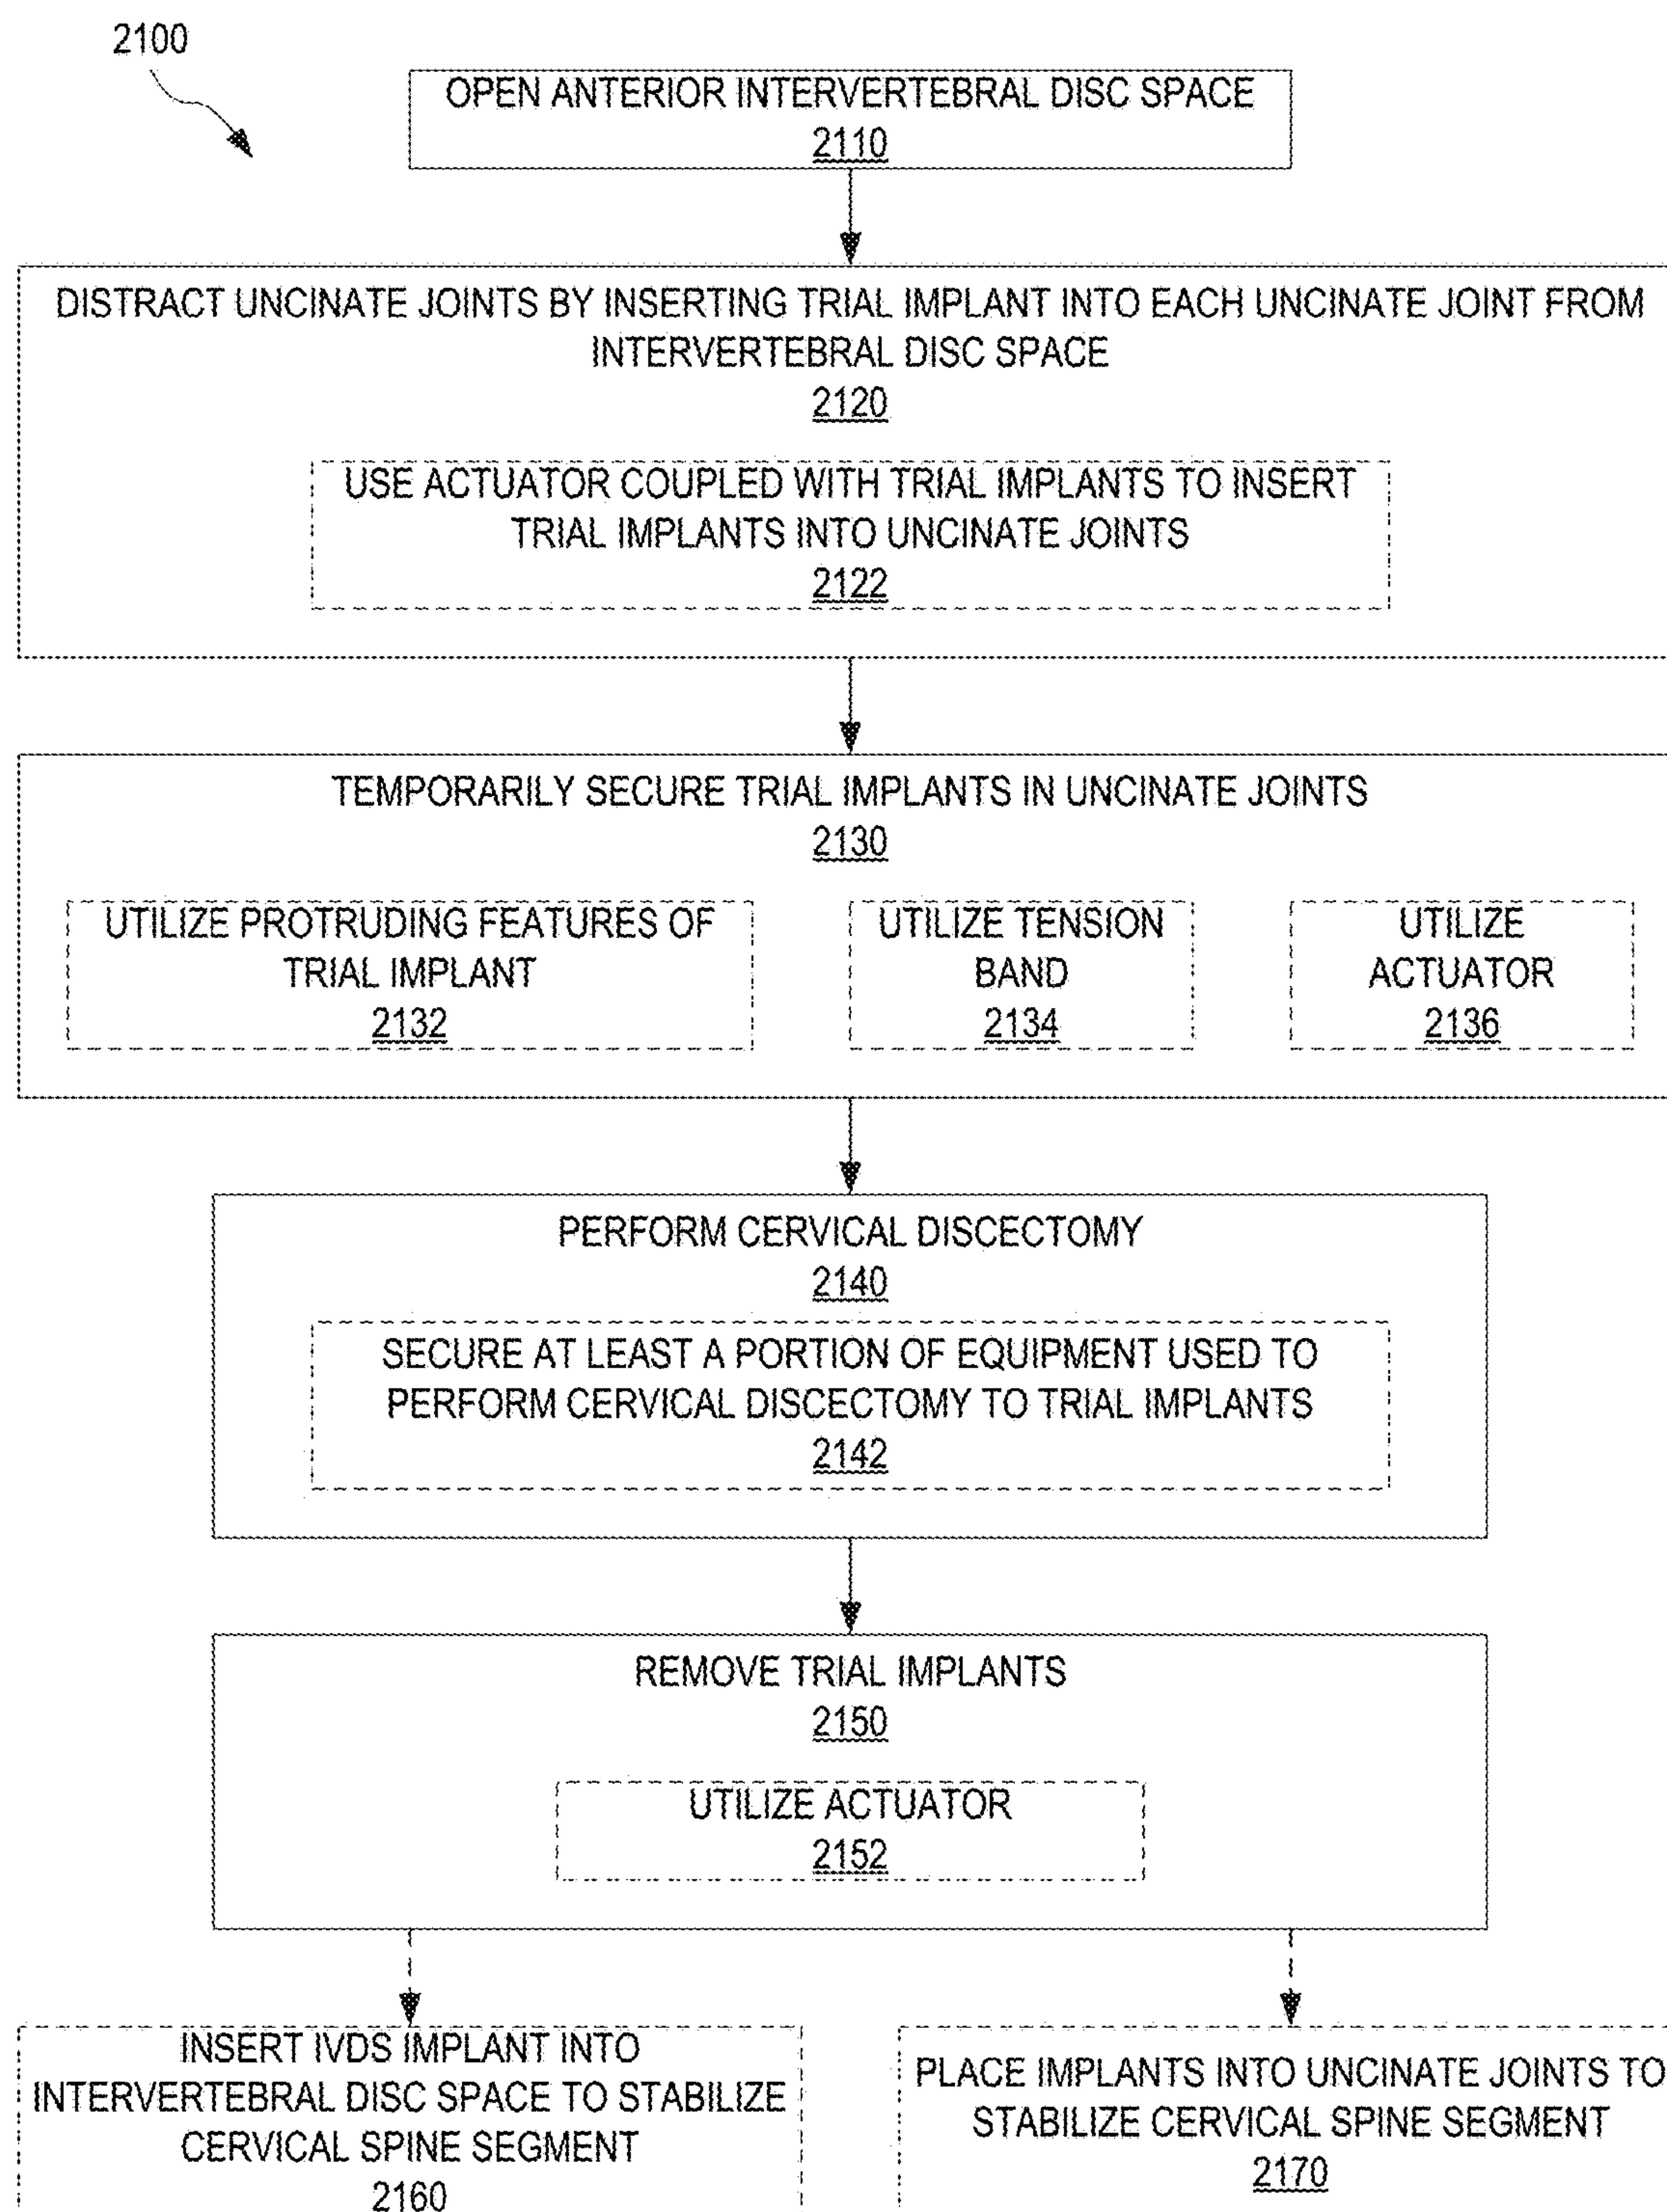 2100
OPEN ANTERIOR INTERVERTEBRAL DISC SPACE
2110
DISTRACT UNCINATE JOINTS BY INSERTING TRIAL IMPLANT INTO EACH UNCINATE JOINT FROM
INTERVERTEBRAL DISC SPACE
2120
USE ACTUATOR COUPLED WITH TRIAL IMPLANTS TO INSERT
TRIAL IMPLANTS INTO UNCINATE JOINTS
2122
TEMPORARILY SECURE TRIAL IMPLANTS IN UNCINATE JOINTS
2130
UTILIZE PROTRUDING FEATURES OF
TRIAL IMPLANT
2132
UTILIZE TENSION
BAND
2134
UTILIZE
ACTUATOR
2136
PERFORM CERVICAL DISCECTOMY
2140
SECURE AT LEAST A PORTION OF EQUIPMENT USED TO
PERFORM CERVICAL DISCECTOMY TO TRIAL IMPLANTS
2142
REMOVE TRIAL IMPLANTS
2150
UTILIZE ACTUATOR
2152
INSERT IVDS IMPLANT INTO
INTERVERTEBRAL DISC SPACE TO STABILIZE
CERVICAL SPINE SEGMENT
2160
PLACE IMPLANTS INTO UNCINATE JOINTS TO
STABILIZE CERVICAL SPINE SEGMENT
2170